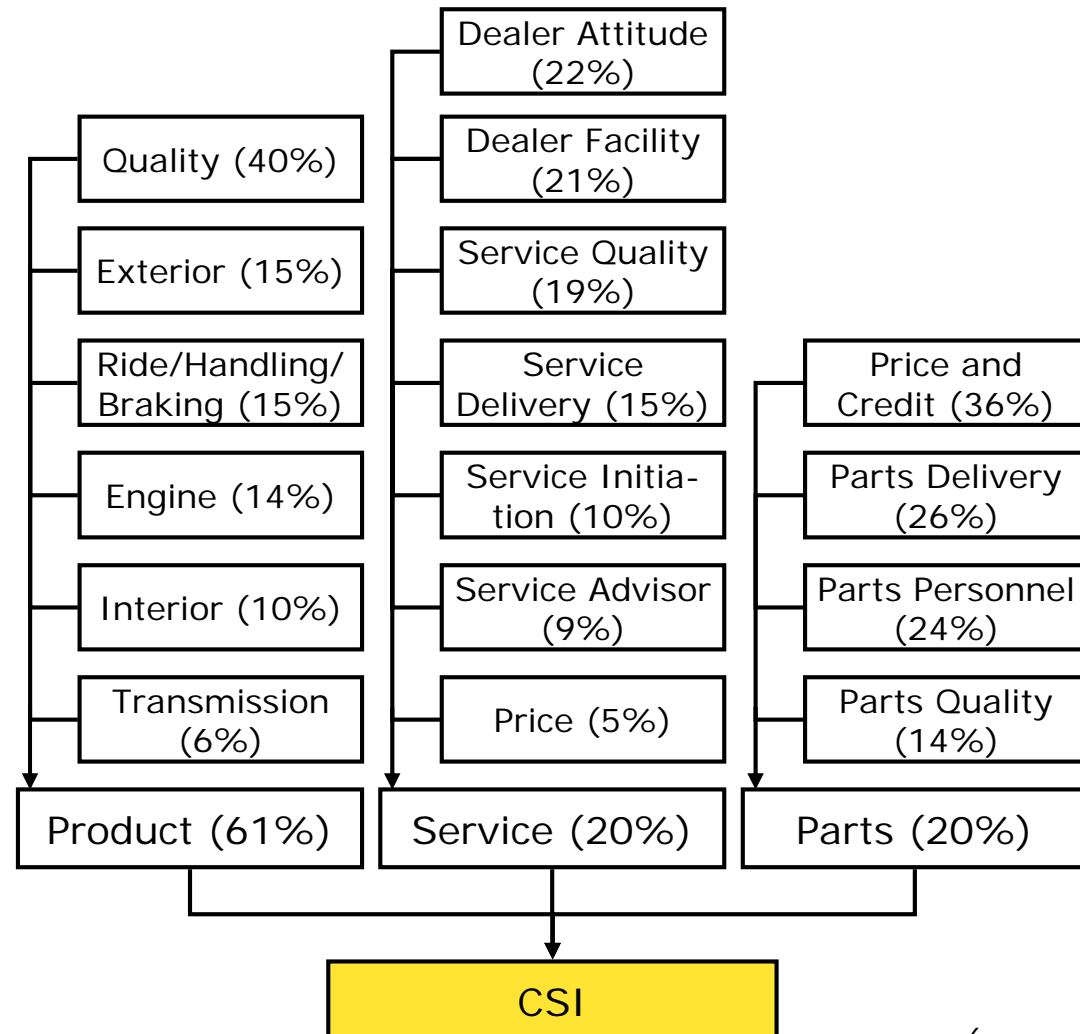 Quality (40%)
Exterior (15%)
Ride/Handling/
Braking (15%)
Engine (14%)
Interior (10%)
Transmission
(6%)
Product (61%)
Dealer Attitude
(22%)
Dealer Facility
(21%)
Service Quality
(19%)
Service
Delivery (15%)
Service Initia-
tion (10%)
Service Advisor
(9%)
Price (5%)
Service (20%)
Price and
Credit (36%)
Parts Delivery
(26%)
Parts Personnel
(24%)
Parts Quality
(14%)
Parts (20%)
CSI